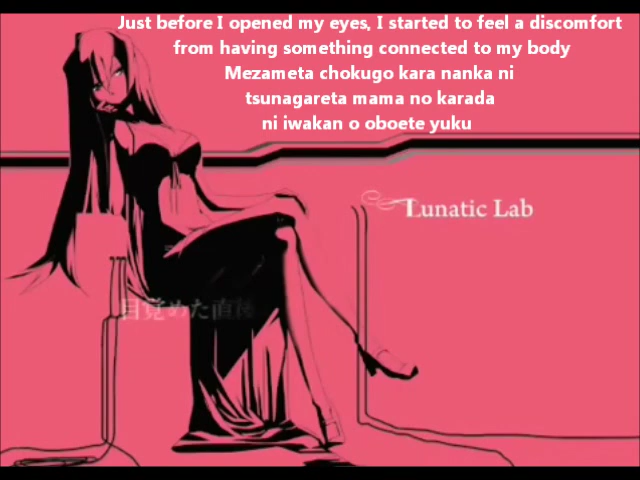 Just before I opened my eyes, I started to feel a discomfort
from having something connected to my body
Mezameta chokugo kara nanka ni
tsunagareta mama no karada
ni iwakan o oboete yuku
Lunatic Lab
目覚めた直後